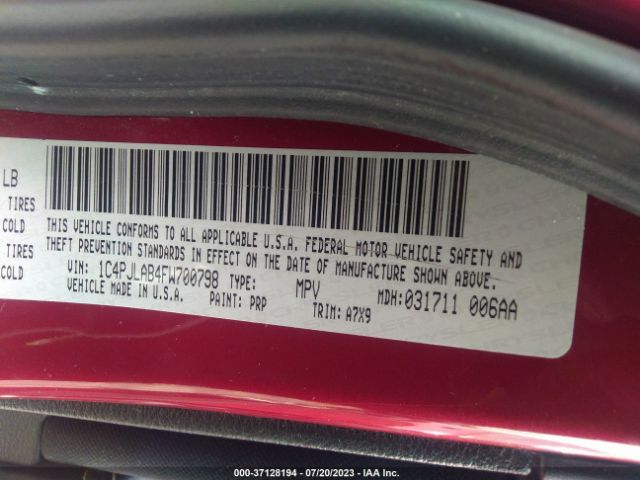 LB
TIRES
COLD
TIRES
COLD
THIS VEHICLE CONFORMS TO ALL APPLICABLE U.S.A. FEDERAL MOTOR VEHICLE SAFETY AND
THEFT PREVENTION STANDARDS IN EFFECT ON THE DATE OF MANUFACTURE SHOWN ABOVE.
VIN: 1C4PJLAB4FW700798 TYPE: MPV MDH: 031711 006AA
VEHICLE MADE IN U.S.A. PAINT: PRP TRIM: A7X9
000-37128194 - 07/20/2023 - IAA Inc.